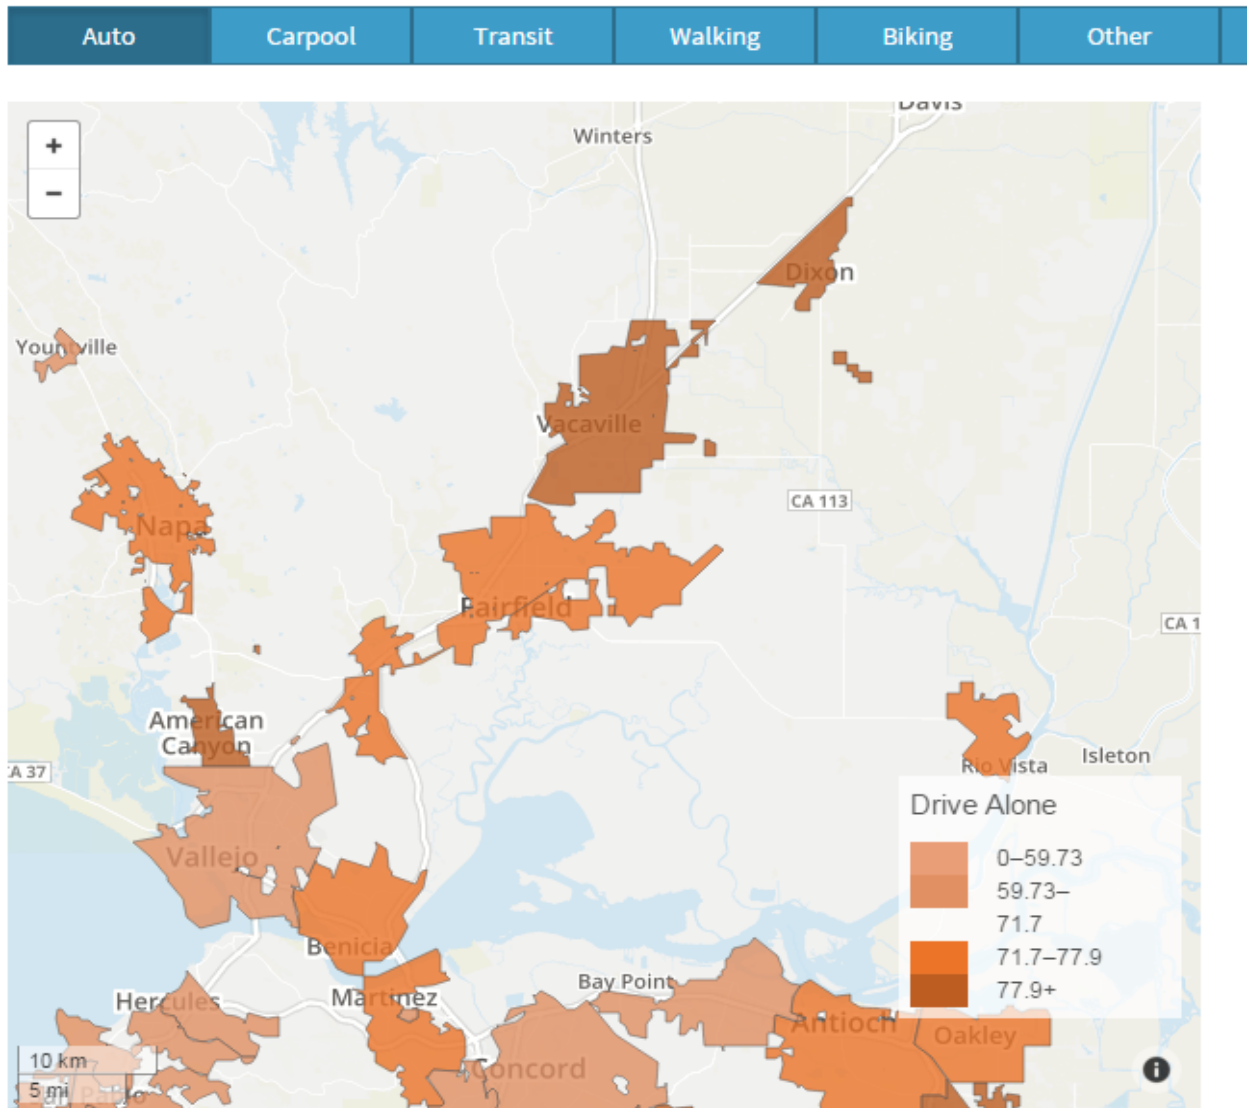 Auto Carpool Transit Walking Biking Other
Davis
+
Winters
−
Dixon
Yountville
Vacaville
CA 113
Napa
Fairfield
CA 1
American
Canyon
Isleton
Rio Vista
CA 37
Drive Alone
0–59.73
59.73–
71.7
71.7–77.9
77.9+
Vallejo
Benicia
Bay Point
Hercules
Martinez
Antioch
Oakley
10 km
Concord
5 mi
Pablo